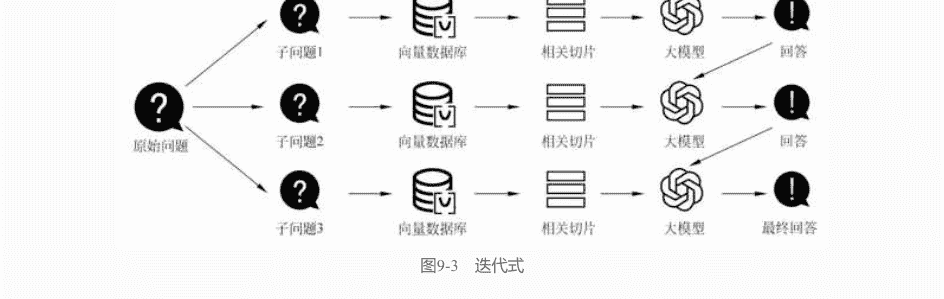 子问题1 向量数据库 相关切片 大模型 回答
原始问题
子问题2 向量数据库 相关切片 大模型 回答
子问题3 向量数据库 相关切片 大模型 最终回答
图9-3 迭代式